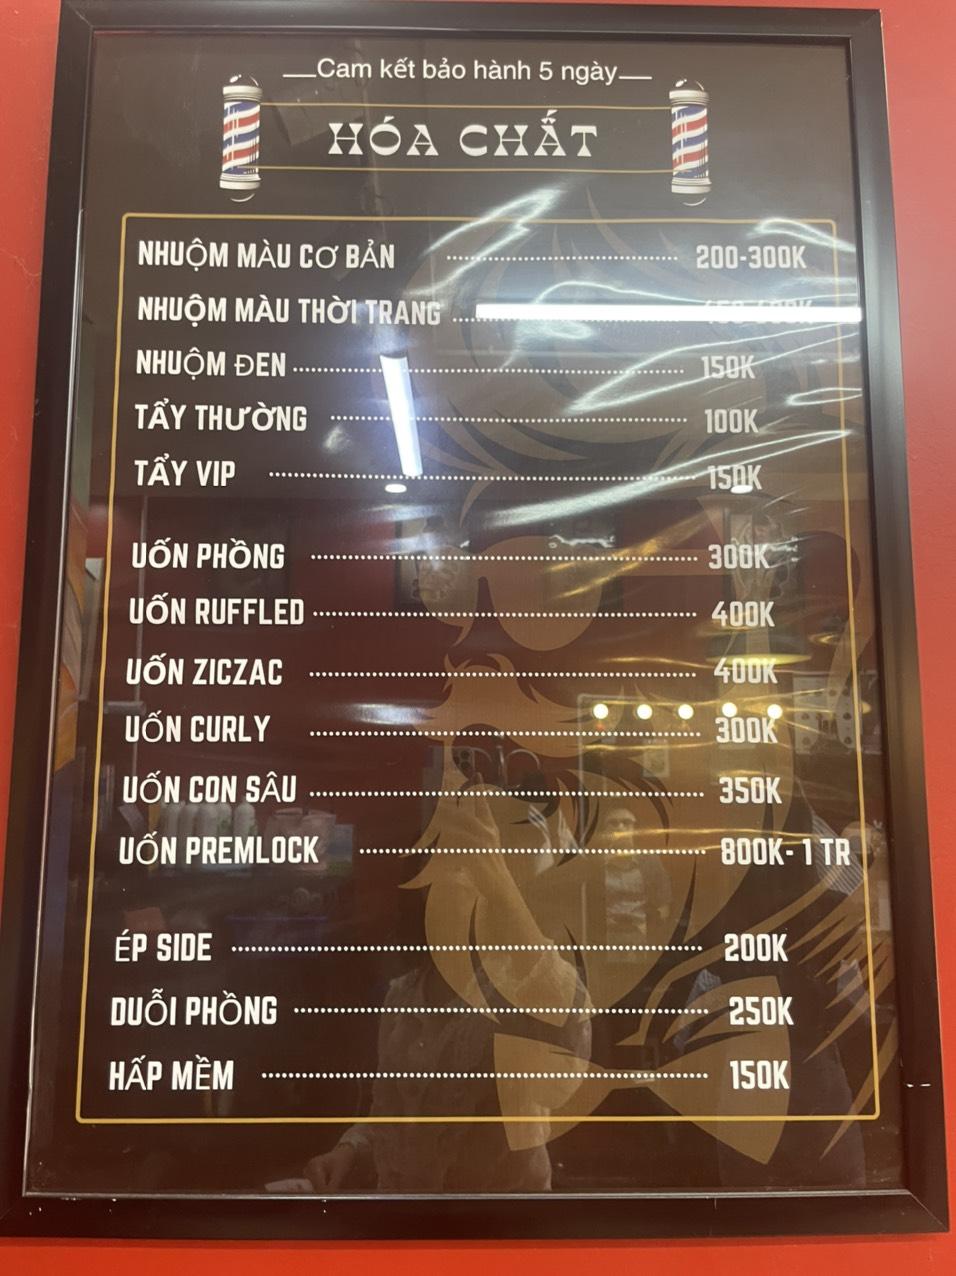 Cam kết bảo hành 5 ngày
HÓA CHẤT
NHUỘM MÀU CƠ BẢN 200-300K
NHUỘM MÀU THỜI TRANG
NHUỘM ĐEN 150K
TẨY THƯỜNG 100K
TẨY VIP 150K
UỐN PHỒNG 300K
UỐN RUFFLED 400K
UỐN ZICZAC 400K
UỐN CURLY 300K
UỐN CON SÂU 350K
UỐN PREMLOCK 800K- 1 TR
ÉP SIDE 200K
DUỖI PHỒNG 250K
HẤP MỀM 150K